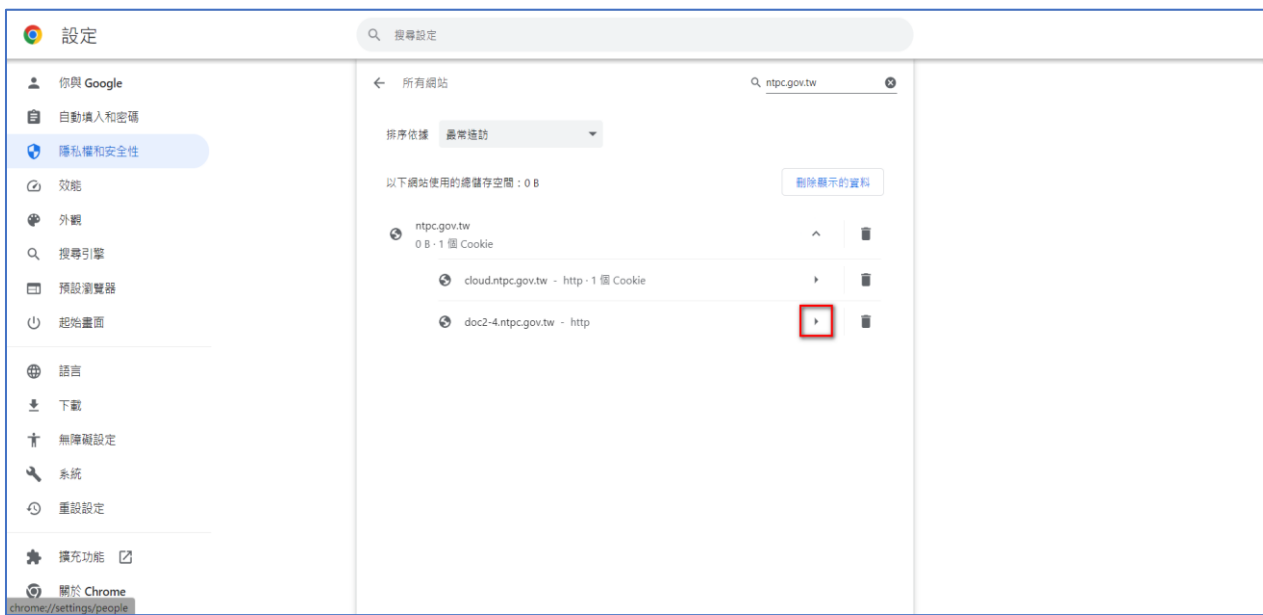 設定
搜尋設定
你與 Google
自動填入和密碼
隱私權和安全性
效能
外觀
搜尋引擎
預設瀏覽器
起始畫面
語言
下載
無障礙設定
系統
重設設定
擴充功能
關於 Chrome
chrome://settings/people
所有網站
ntpc.gov.tw
排序依據 最常造訪
以下網站使用的總儲存空間：0 B
刪除顯示的資料
ntpc.gov.tw
0 B · 1 個 Cookie
cloud.ntpc.gov.tw - http · 1 個 Cookie
doc2-4.ntpc.gov.tw - http